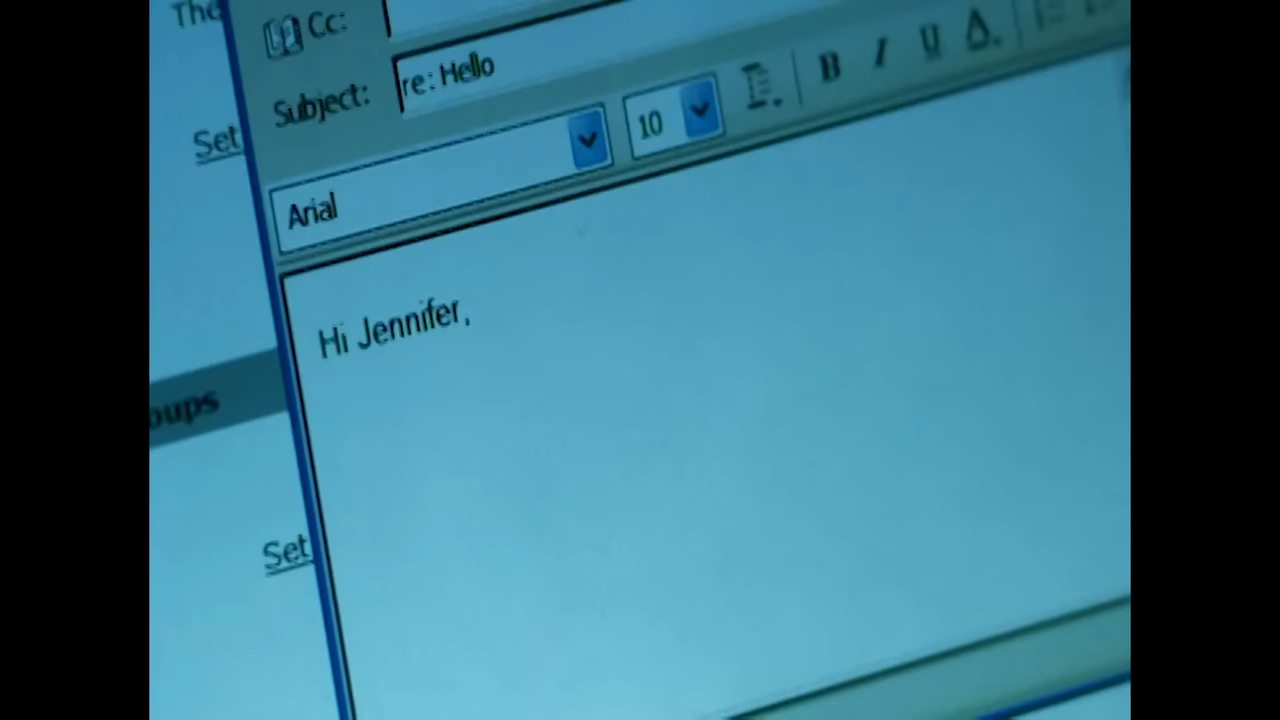 The
Cc:
Subject: re: Hello
Set
Arial 10 B I U A
Hi Jennifer,
oups
Set